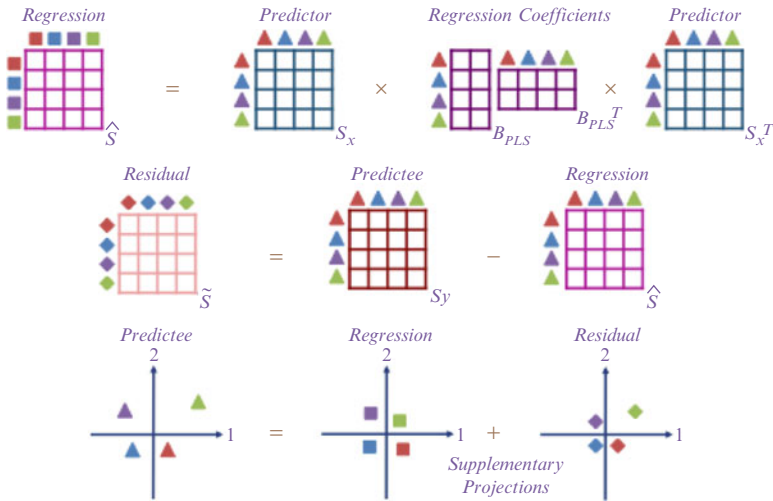 Regression Predictor Regression Coefficients Predictor
= × ×
Ŝ S_x B_PLS B_PLS^T S_x^T
Residual Predictee Regression
= −
S̃ Sy Ŝ
Predictee Regression Residual
2 2 2
1 = 1 + 1
Supplementary
Projections